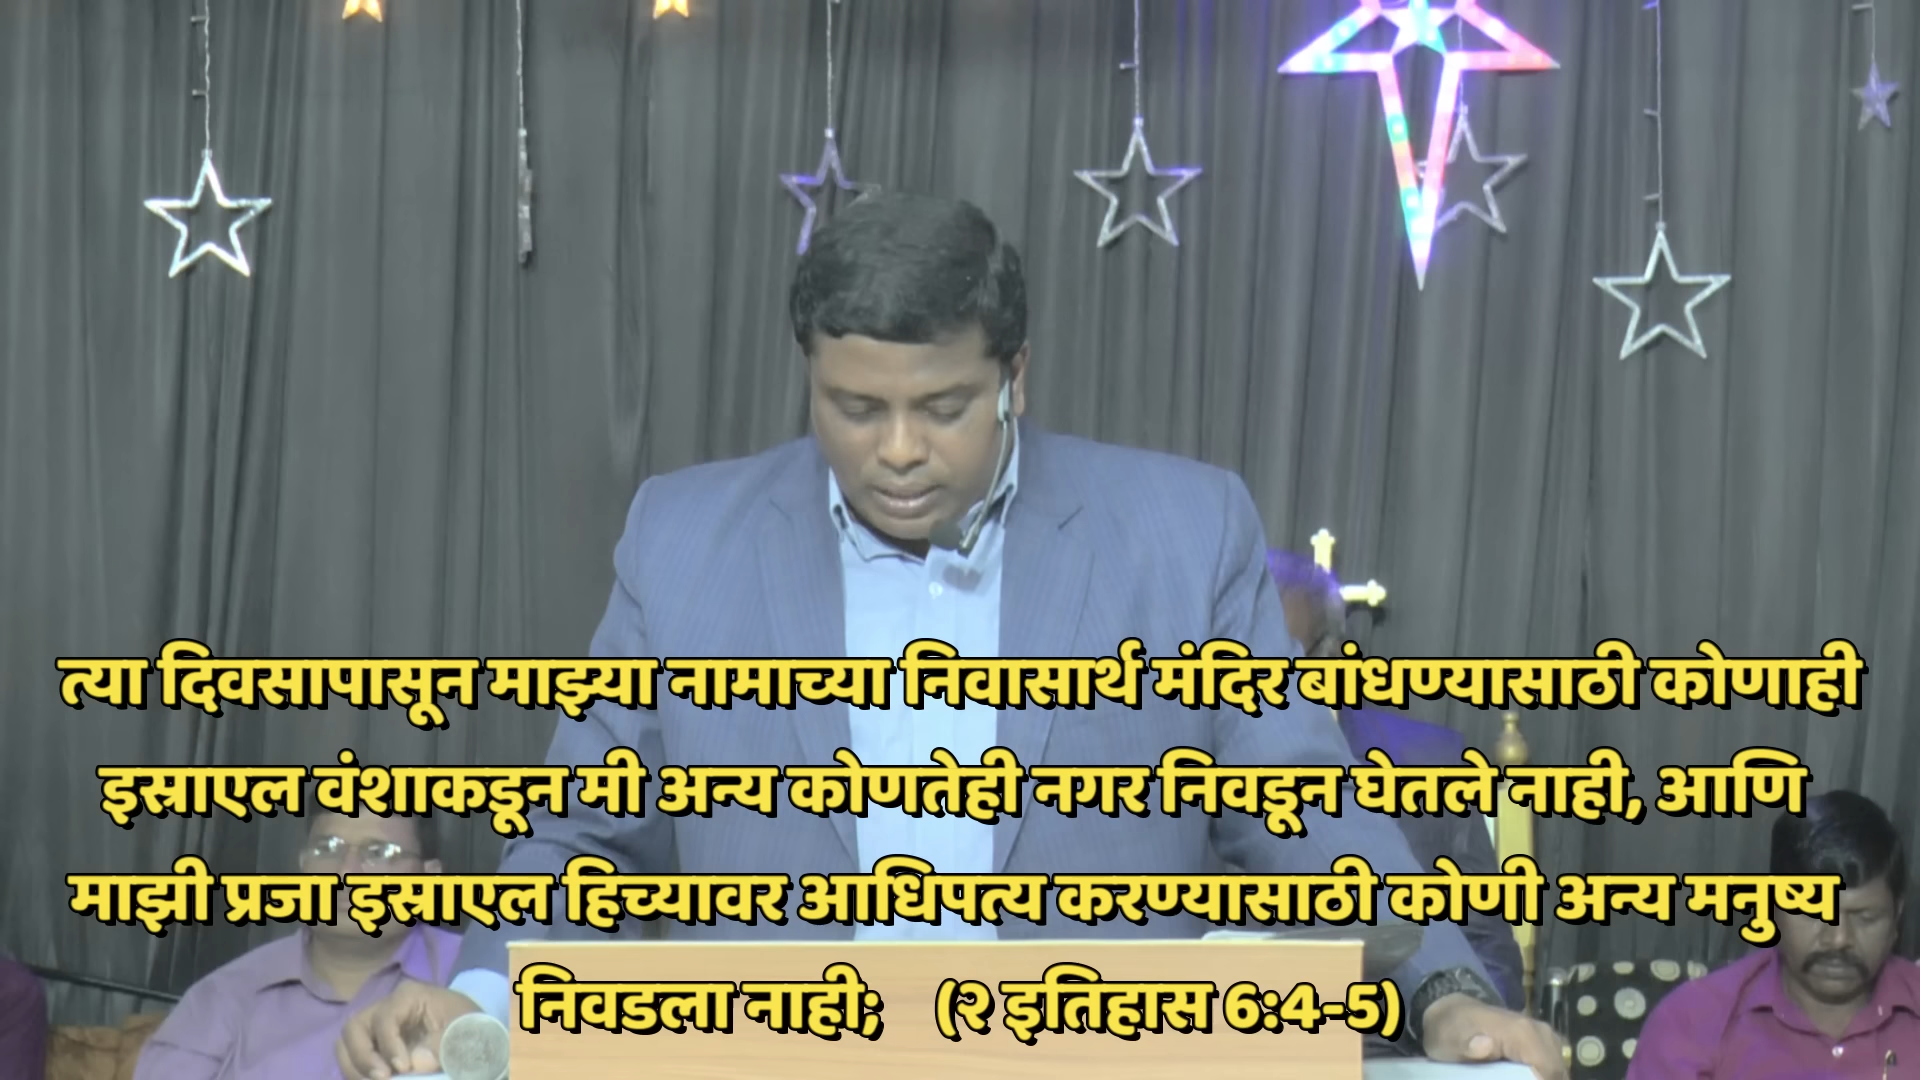 त्या दिवसापासून माझ्या नामाच्या निवासार्थ मंदिर बांधण्यासाठी कोणाही
इस्राएल वंशाकडून मी अन्य कोणतेही नगर निवडून घेतले नाही, आणि
माझी प्रजा इस्राएल हिच्यावर आधिपत्य करण्यासाठी कोणी अन्य मनुष्य
निवडला नाही; (२ इतिहास 6:4-5)